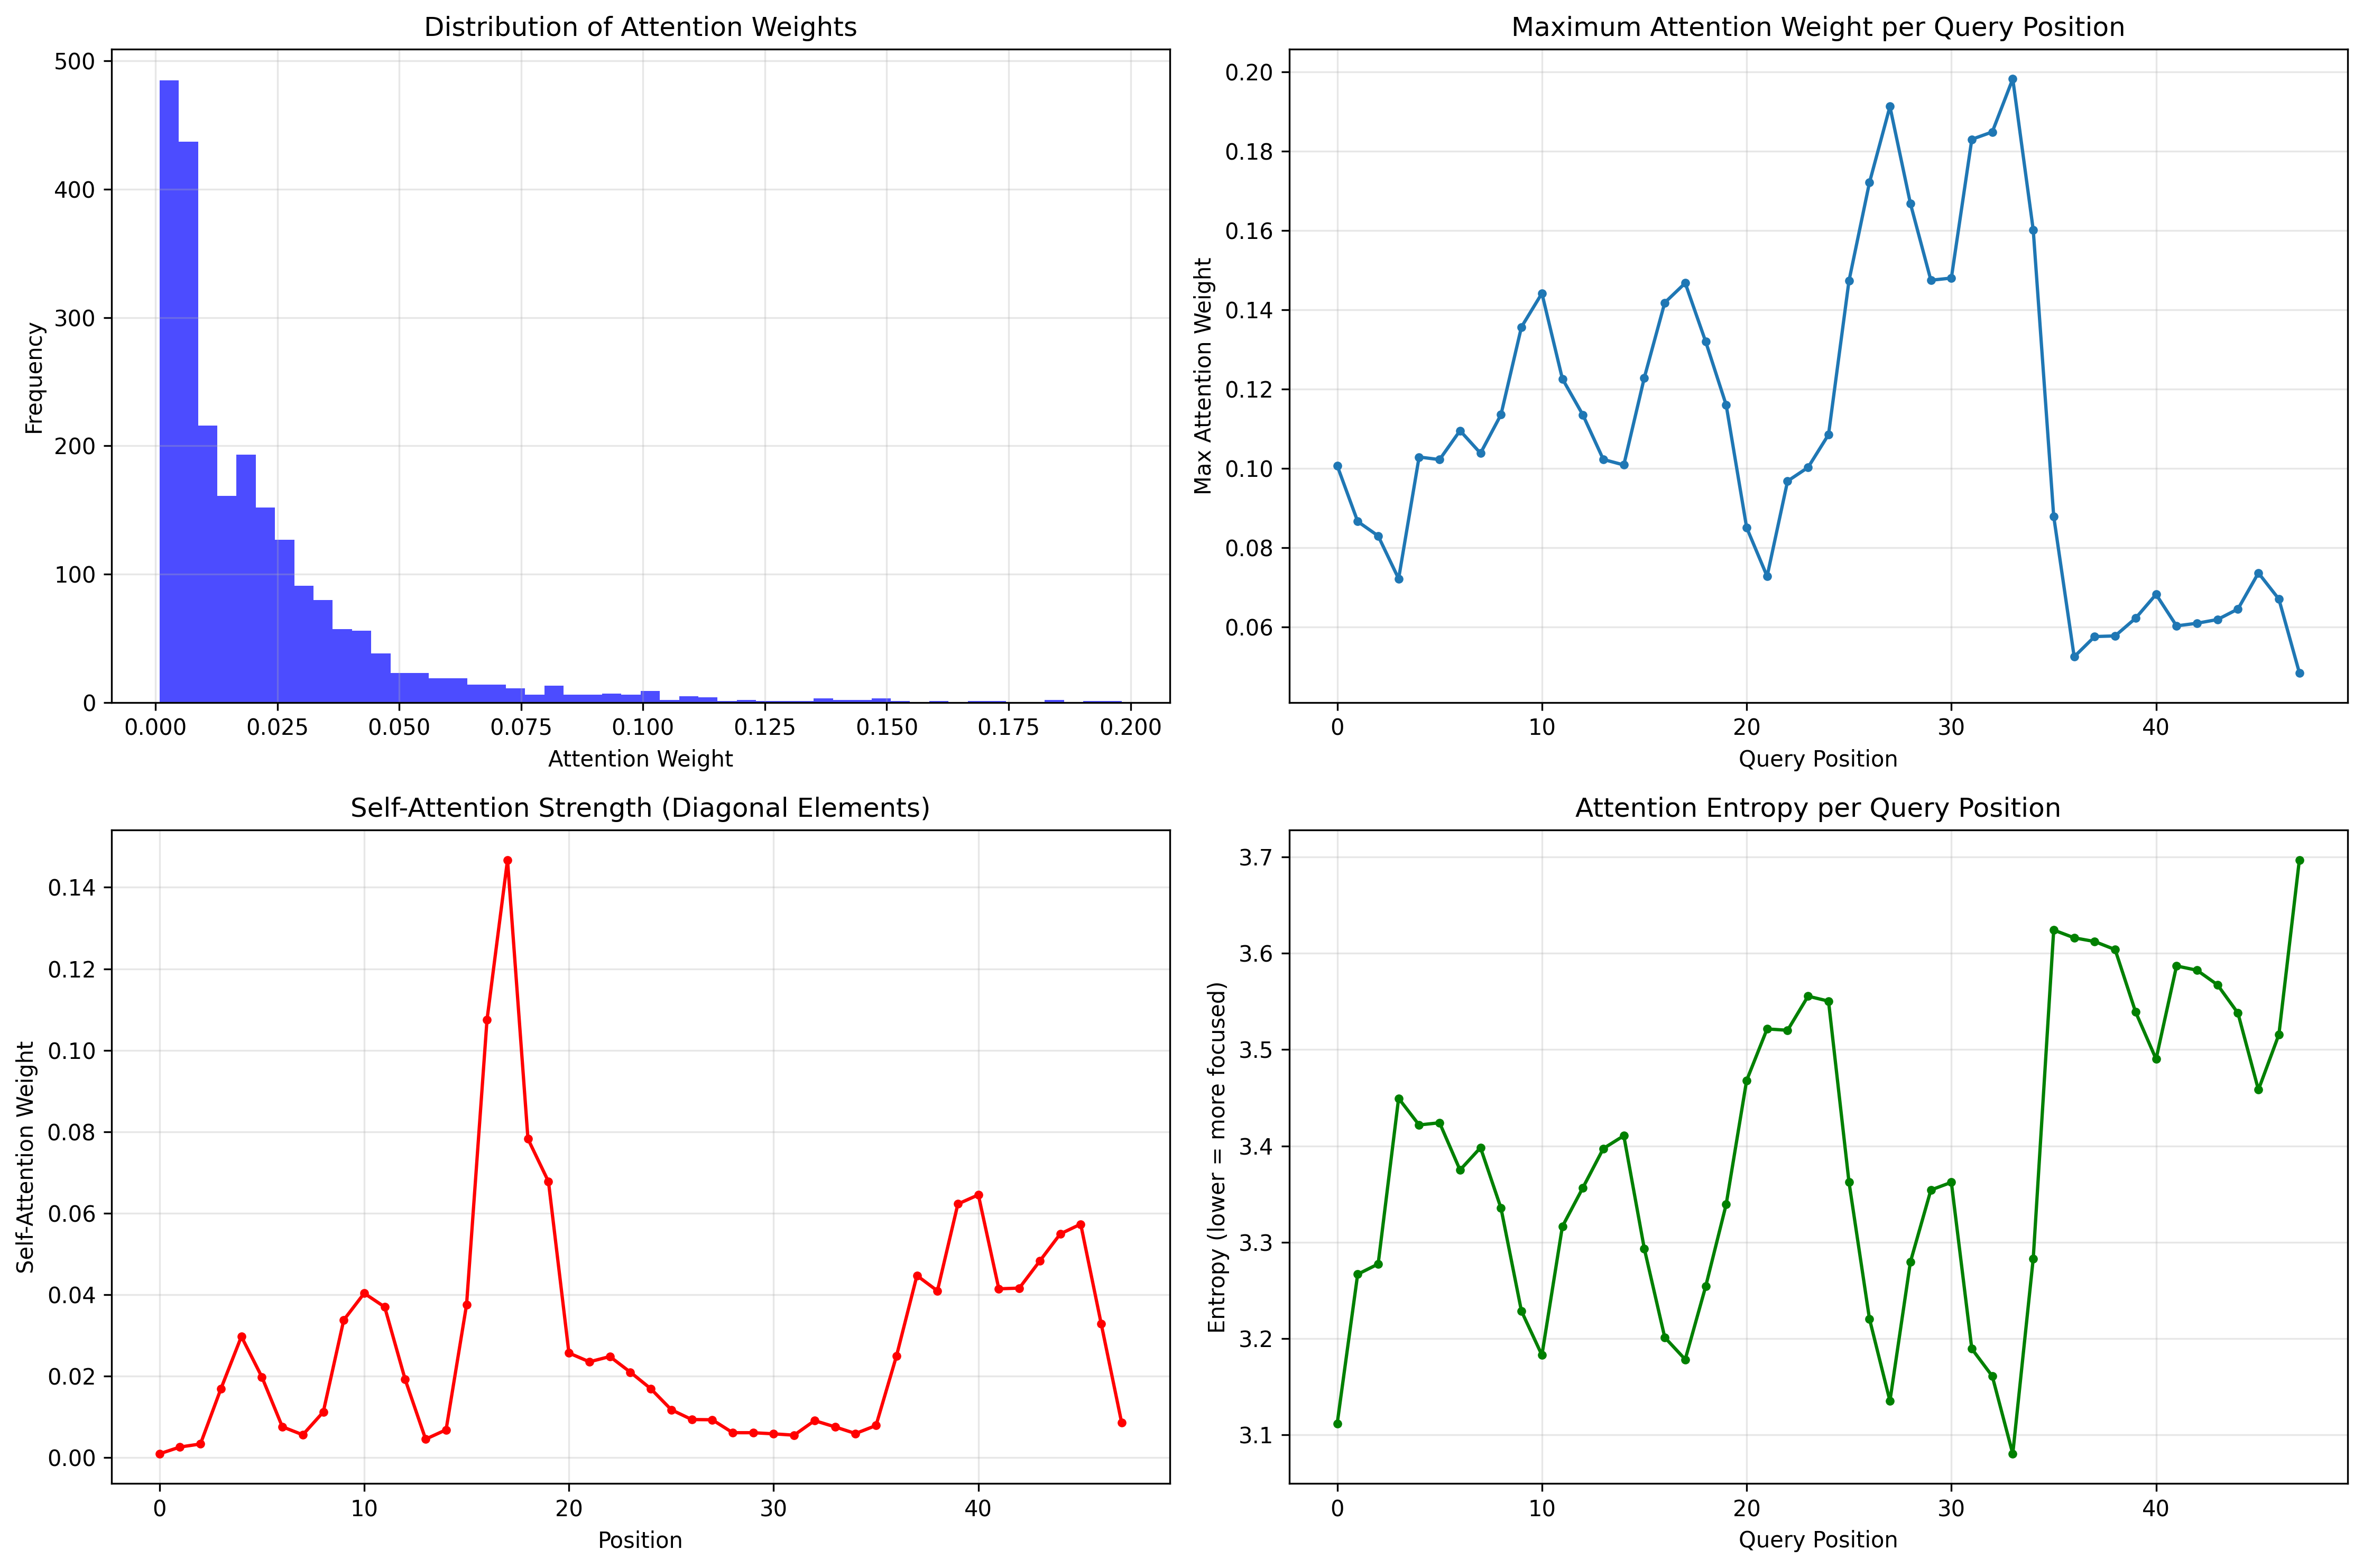 Distribution of Attention Weights
500
400
300
200
100
0
Frequency
0.000 0.025 0.050 0.075 0.100 0.125 0.150 0.175 0.200
Attention Weight
Maximum Attention Weight per Query Position
0.20
0.18
0.16
0.14
0.12
0.10
0.08
0.06
Max Attention Weight
0 10 20 30 40
Query Position
Self-Attention Strength (Diagonal Elements)
0.14
0.12
0.10
0.08
0.06
0.04
0.02
0.00
Self-Attention Weight
0 10 20 30 40
Position
Attention Entropy per Query Position
3.7
3.6
3.5
3.4
3.3
3.2
3.1
Entropy (lower = more focused)
0 10 20 30 40
Query Position